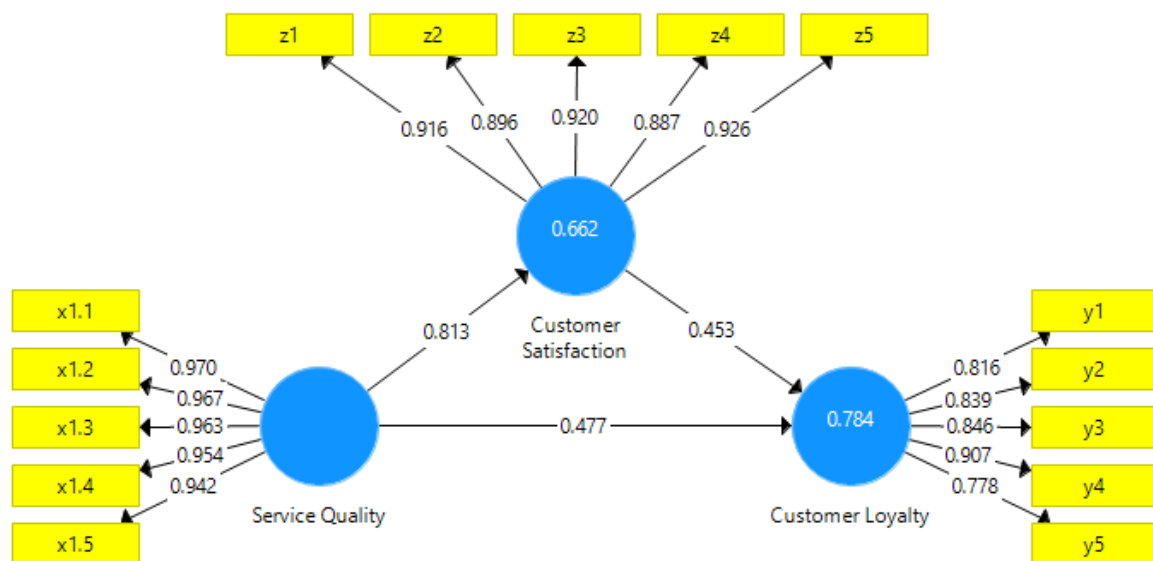 z1
z2
z3
z4
z5
0.916
0.896
0.920
0.887
0.926
0.662
Customer
Satisfaction
0.813
0.453
x1.1
x1.2
x1.3
x1.4
x1.5
0.970
0.967
0.963
0.954
0.942
Service Quality
0.477
0.784
Customer Loyalty
0.816
0.839
0.846
0.907
0.778
y1
y2
y3
y4
y5